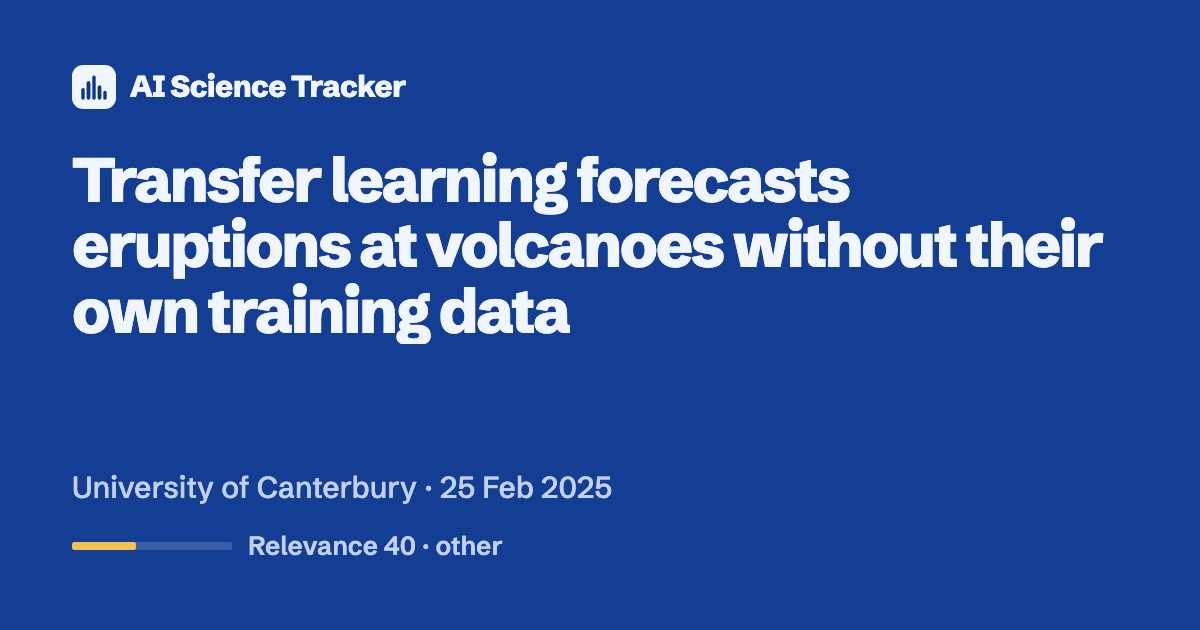 AI Science Tracker
Transfer learning forecasts
eruptions at volcanoes without their
own training data
University of Canterbury · 25 Feb 2025
Relevance 40 · other